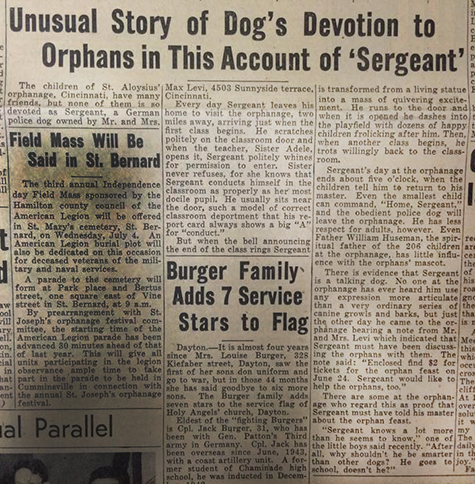 Unusual Story of Dog's Devotion to
Orphans in This Account of 'Sergeant'
The children of St. Aloysius'
orphanage, Cincinnati, have many
friends, but none of them is so
devoted as Sergeant, a German
police dog owned by Mr. and Mrs.
Max Levi, 4503 Sunnyside terrace,
Cincinnati.
Every day Sergeant leaves his
home to visit the orphanage, two
miles away, arriving just when the
first class begins. He scratches
politely on the classroom door and
when the teacher, Sister Adele
opens it, Sergeant politely whines
for permission to enter. Sister
never refuses, for she knows that
Sergeant conducts himself in the
classroom as properly as her most
docile pupil. He usually sits near
the door, such a model of correct
classroom deportment that his re-
port card always shows a big "A"
for "Conduct."
But when the bell announcing
the end of the class rings Sergeant
is transformed from a living statue
into a mass of quivering excite-
ment. He runs to the door and
when it is opened he dashes into
the playfield with dozens of happy
children frolicking after him. Then
when another class begins, he
trots willingly back to the class-
room.
Sergeant's day at the orphanage
ends about five o'clock, when the
children tell him to return to his
master. Even the smallest child
can command, "Home, Sergeant,"
and the obedient police dog will
leave the orphanage. He has less
respect for adults, however. Even
Father William Hueman, the spi-
ritual father of the 206 children
at the orphanage, has little influ-
ence with the orphans' mascot.
There is evidence that Sergeant
is a talking dog. No one at the
orphanage has ever heard him use
any expression more articulate
than a very ordinary series of
canine growls and barks, but just
the other day he came to the or-
phanage bearing a note from Mr.
and Mrs. Levi which indicated that
Sergeant must have been discuss-
ing the orphans with them. The
note said: "Enclosed find $2 for
tickets for the orphan feast on
June 24. Sergeant would like to
help the orphans, too."
There are some at the orphan-
age who regard this as proof that
Sergeant must have told his master
about the orphan feast.
"Sergeant knows a lot more
than he seems to know," one of
the little boys said recently. "After
all, why shouldn't he be smarter
than other dogs? He goes to
school, doesn't he?"
Field Mass Will Be
Said in St. Bernard
The third annual Independence
day Field Mass sponsored by the
Hamilton county council of the
American Legion will be offered
in St. Mary's cemetery, St. Ber-
nard, on Wednesday, July 4. An
American Legion burial plot will
also be dedicated on this occasion
for deceased veterans of the mili-
tary and naval services.
A parade to the cemetery will
form at Park place and Bertus
street, one square east of Vine
street in St. Bernard, at 9 a.m.
By prearrangement with St.
Joseph's orphanage festival com-
mittee, the starting time of the
American Legion parade has been
advanced 30 minutes ahead of that
of last year. This will give all
units participating in the legion
observance ample time to take
part in the parade to be held in
Cumminsville in connection with
the annual St. Joseph's orphanage
festival.
Burger Family
Adds 7 Service
Stars to Flag
Dayton.—It is almost four years
since Mrs. Louise Burger, 328
Kiefaber street, Dayton, saw the
first of her sons don uniform and
go to war, but in those 44 months
she has said goodbye to six more
sons. The Burger family adds
seven stars to the service flag of
Holy Angels' church, Dayton.
Eldest of the "fighting Burgers"
is Cpl. Jack Burger, 31, who has
been with Gen. Patton's Third
army in Germany. Cpl. Jack has
been overseas since June, 1943,
with a coast artillery unit. A for-
mer student of Chaminade high
school, he was inducted in Decem-
al Parallel